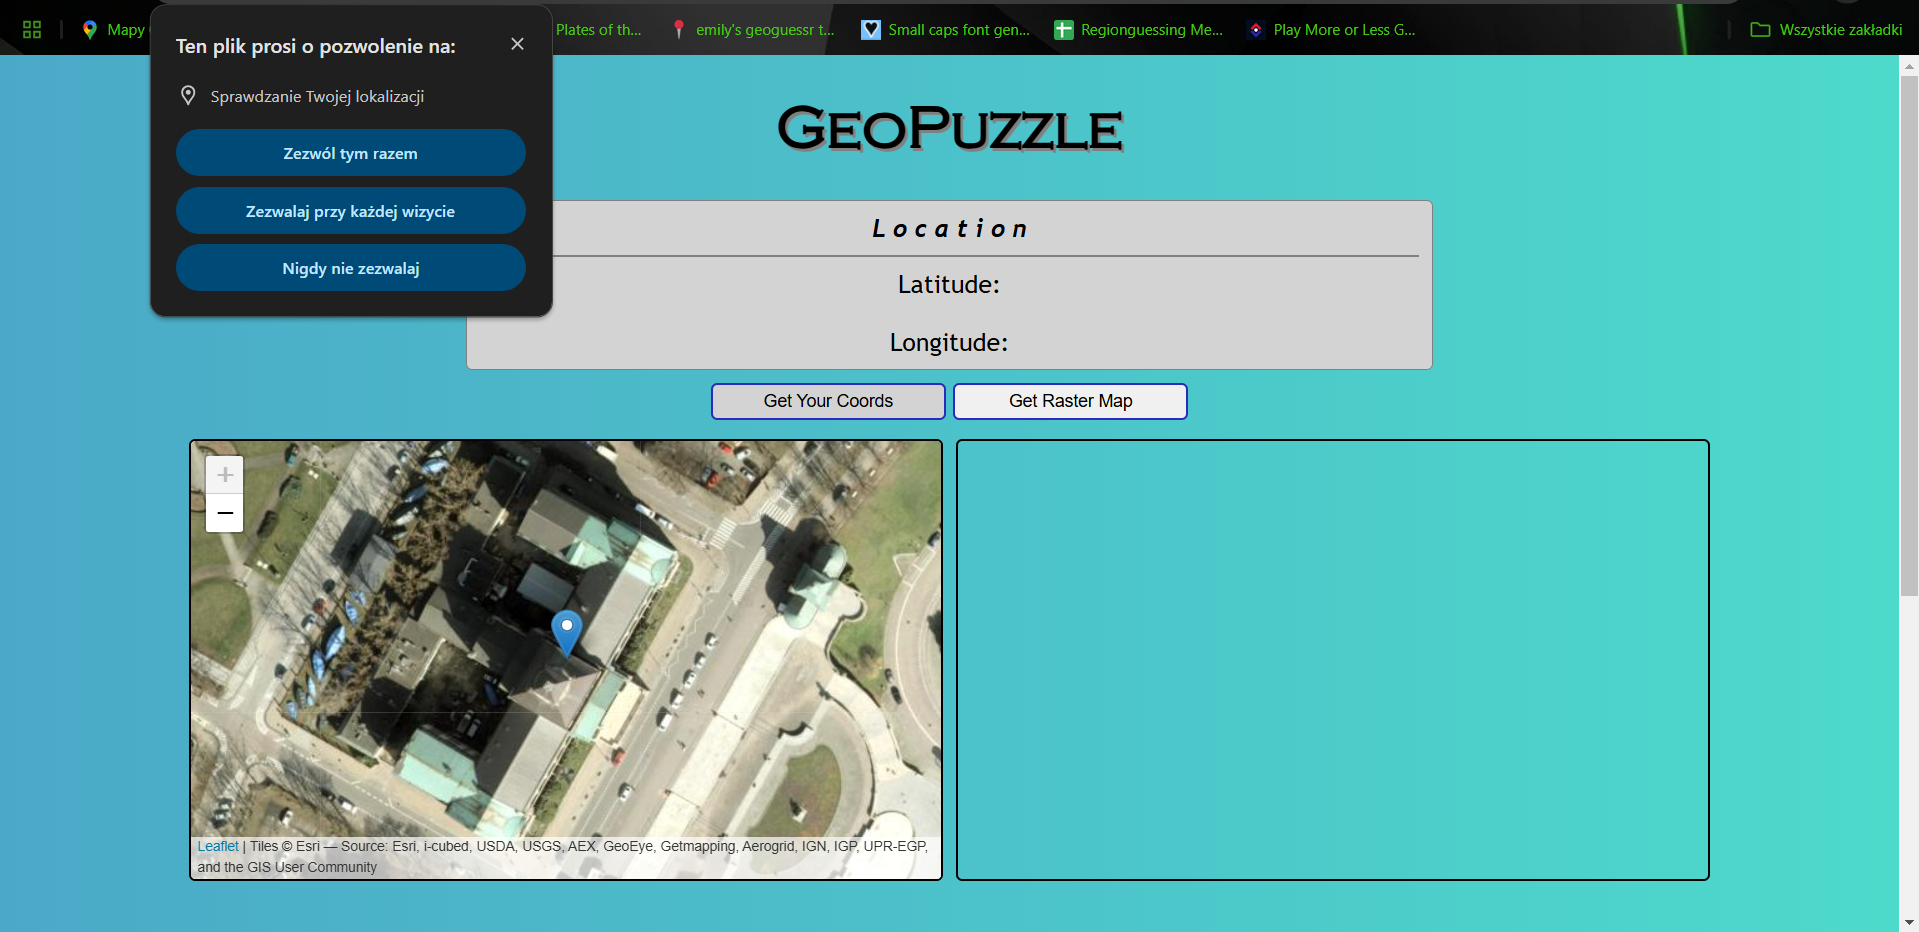 Mapy
Plates of th...
emily's geoguessr t...
Small caps font gen...
Regionguessing Me...
Play More or Less G...
Wszystkie zakładki
Ten plik prosi o pozwolenie na:
Sprawdzanie Twojej lokalizacji
Zezwól tym razem
Zezwalaj przy każdej wizycie
Nigdy nie zezwalaj
GeoPuzzle
Location
Latitude:
Longitude:
Get Your Coords
Get Raster Map
+
−
Leaflet | Tiles © Esri — Source: Esri, i-cubed, USDA, USGS, AEX, GeoEye, Getmapping, Aerogrid, IGN, IGP, UPR-EGP,
and the GIS User Community